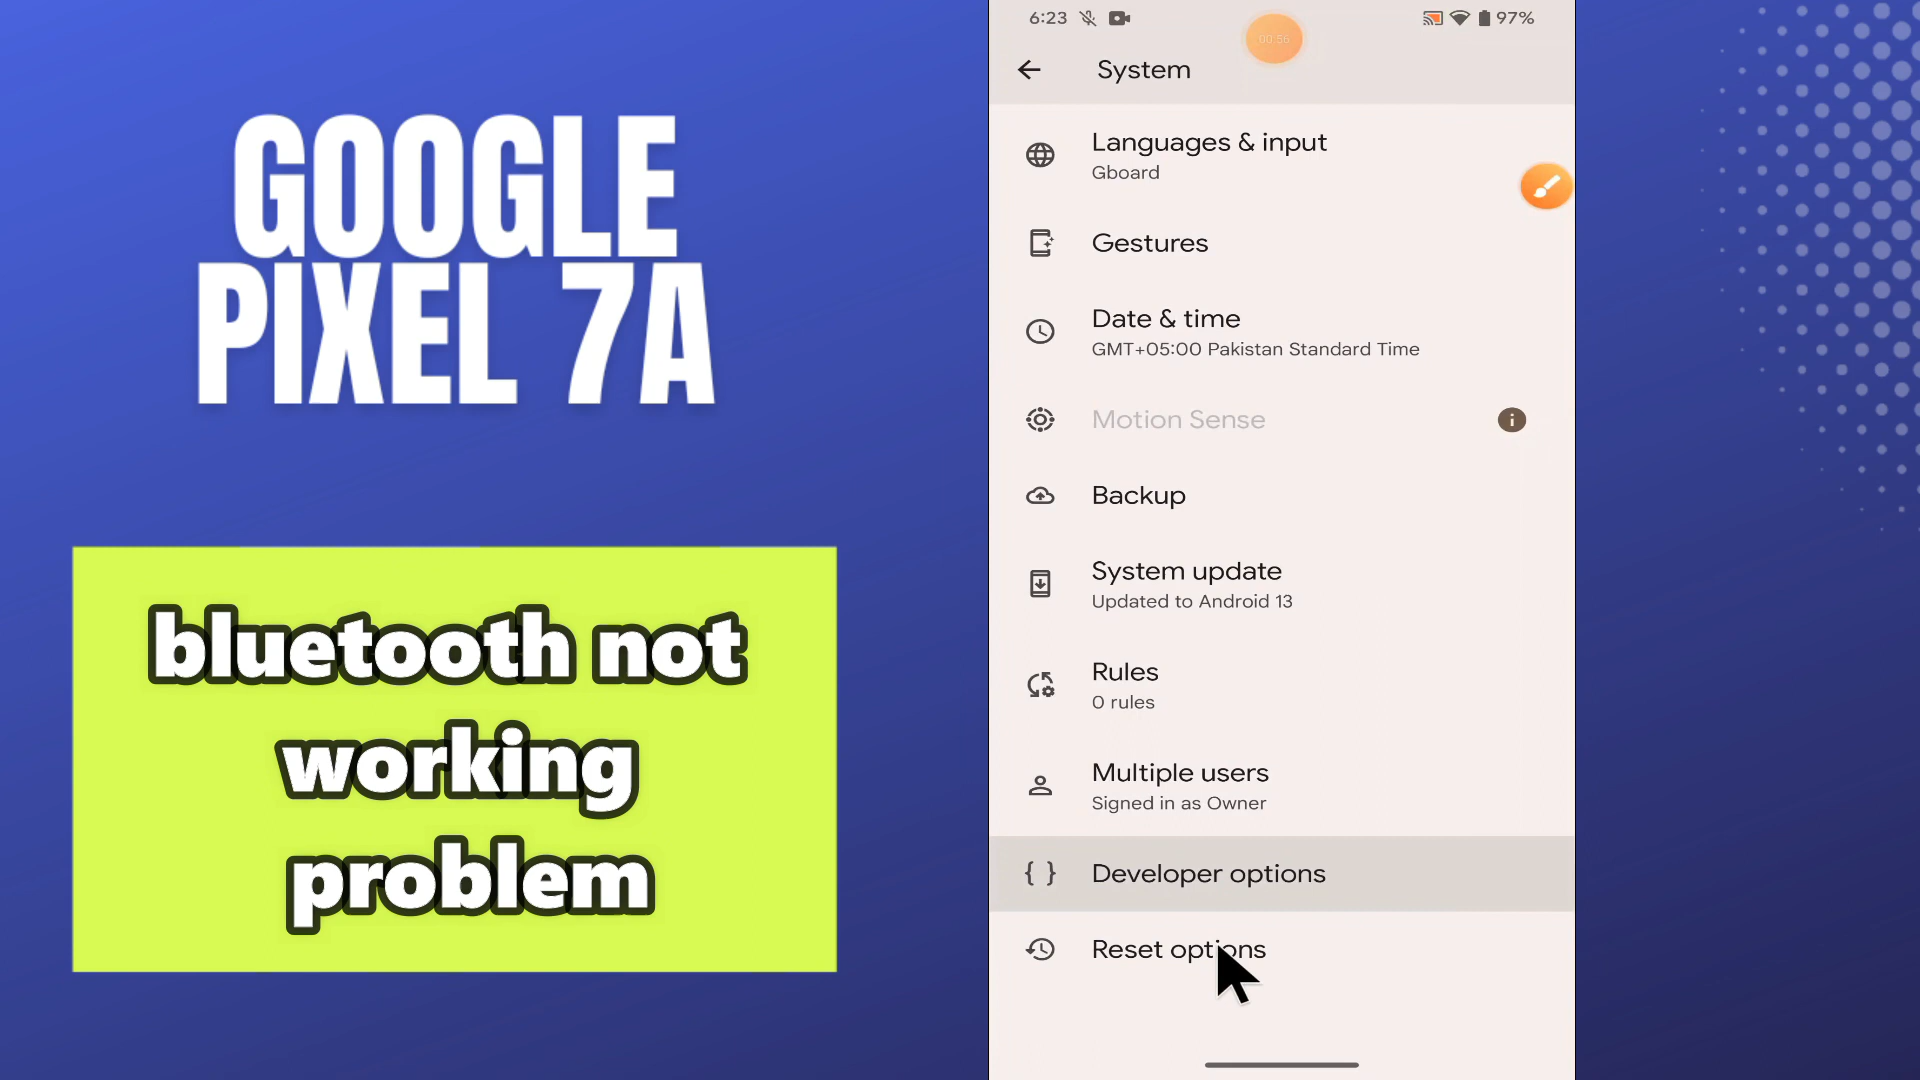 GOOGLE
PIXEL 7A
bluetooth not
working
problem
6:23
97%
00:56
System
Languages & input
Gboard
Gestures
Date & time
GMT+05:00 Pakistan Standard Time
Motion Sense
Backup
System update
Updated to Android 13
Rules
0 rules
Multiple users
Signed in as Owner
Developer options
Reset options